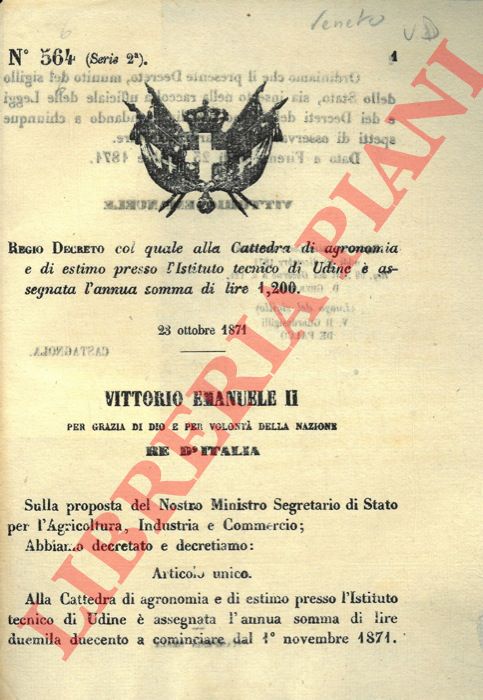 Veneto
UD
N° 564 (Serie 2ª).
1
REGIO DECRETO col quale alla Cattedra di agronomia
e di estimo presso l'Istituto tecnico di Udine è as-
segnata l'annua somma di lire 1,200.
23 ottobre 1871
VITTORIO EMANUELE II
PER GRAZIA DI DIO E PER VOLONTÀ DELLA NAZIONE
RE D'ITALIA
Sulla proposta del Nostro Ministro Segretario di Stato
per l'Agricoltura, Industria e Commercio;
Abbiamo decretato e decretiamo:
Articolo unico.
Alla Cattedra di agronomia e di estimo presso l'Istituto
tecnico di Udine è assegnata l'annua somma di lire
duemila duecento a cominciare dal 1° novembre 1871.
LIBRERIA PIANI